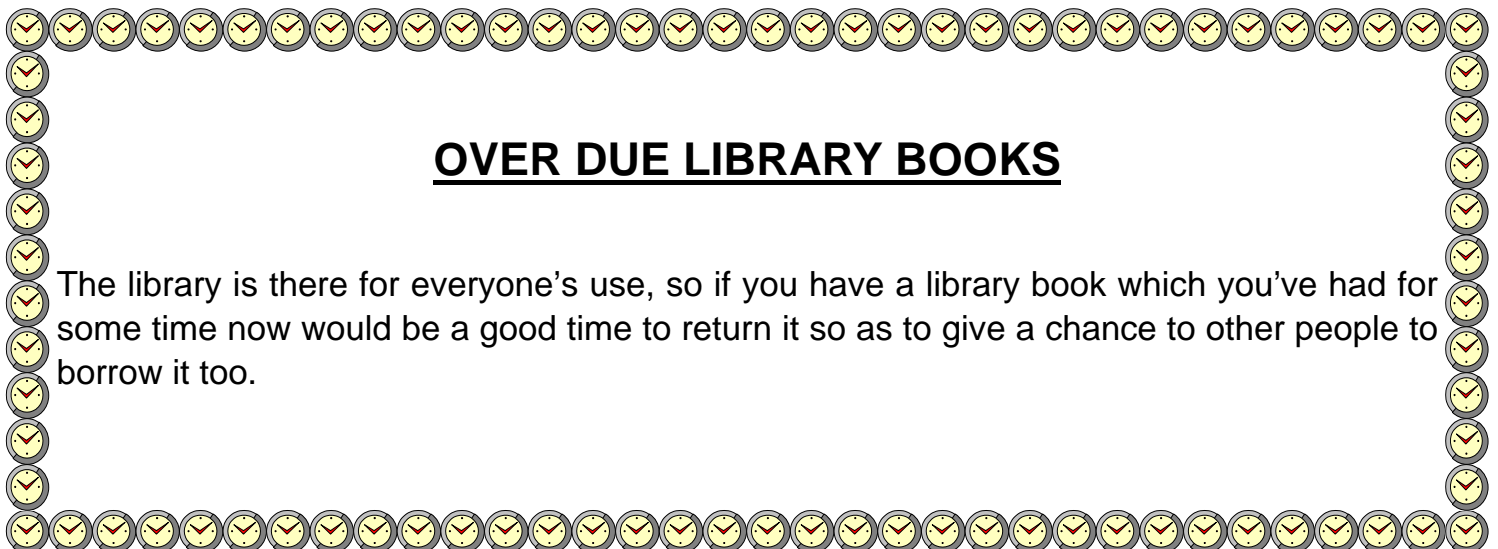 OVER DUE LIBRARY BOOKS
The library is there for everyone’s use, so if you have a library book which you’ve had for
some time now would be a good time to return it so as to give a chance to other people to
borrow it too.